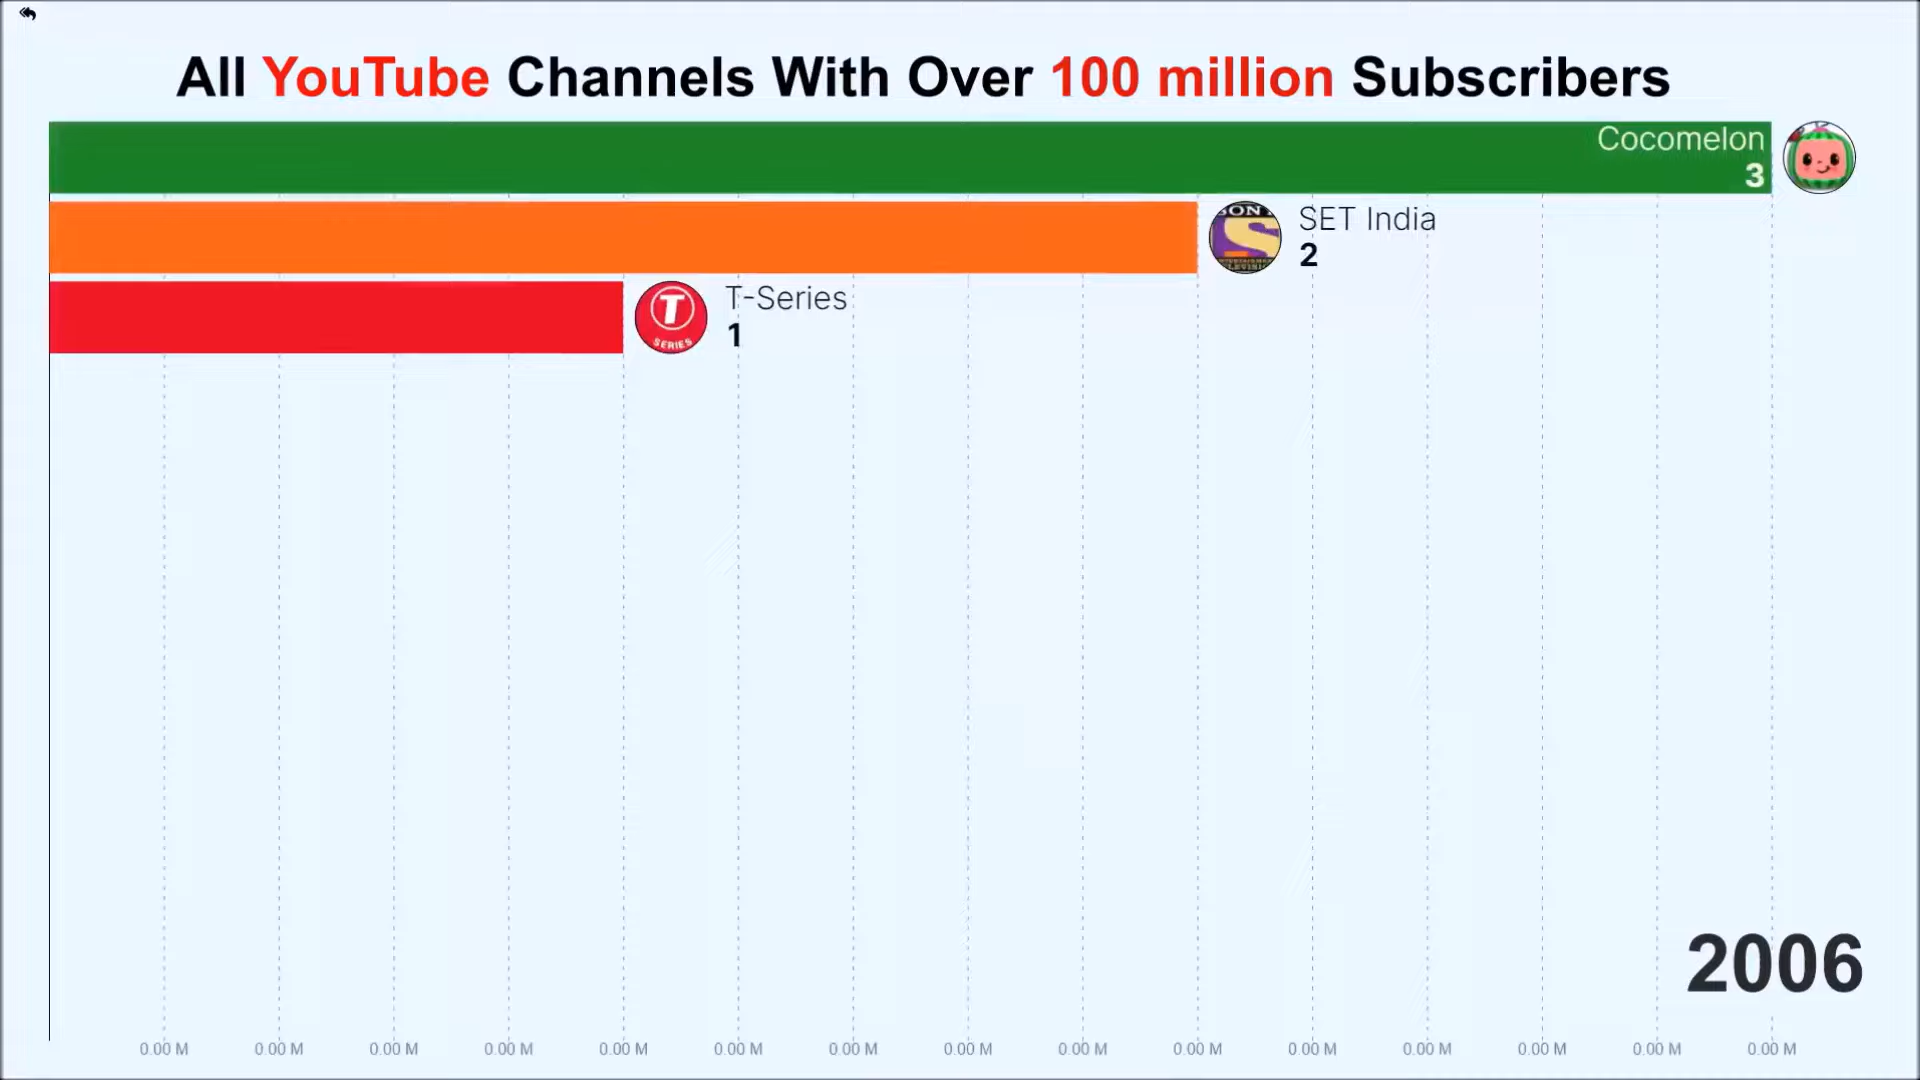 All YouTube Channels With Over 100 million Subscribers
Cocomelon
3
SET India
2
T-Series
1
T
SERIES
2006
0.00 M 0.00 M 0.00 M 0.00 M 0.00 M 0.00 M 0.00 M 0.00 M 0.00 M 0.00 M 0.00 M 0.00 M 0.00 M 0.00 M 0.00 M